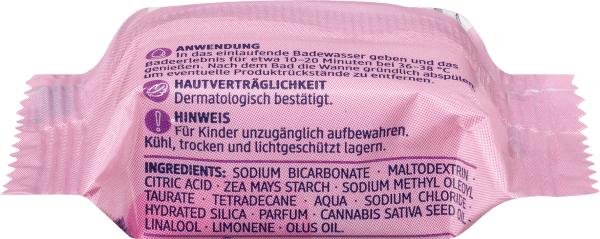 ANWENDUNG
In das einlaufende Badewasser geben und das
Badeerlebnis für etwa 10–20 Minuten bei 36–38 °C
genießen. Nach dem Bad die Wanne gründlich abspülen,
um eventuelle Produktrückstände zu entfernen.
HAUTVERTRÄGLICHKEIT
Dermatologisch bestätigt.
HINWEIS
Für Kinder unzugänglich aufbewahren.
Kühl, trocken und lichtgeschützt lagern.
INGREDIENTS: SODIUM BICARBONATE · MALTODEXTRIN ·
CITRIC ACID · ZEA MAYS STARCH · SODIUM METHYL OLEOYL
TAURATE · TETRADECANE · AQUA · SODIUM CHLORIDE ·
HYDRATED SILICA · PARFUM · CANNABIS SATIVA SEED OIL ·
LINALOOL · LIMONENE · OLUS OIL.